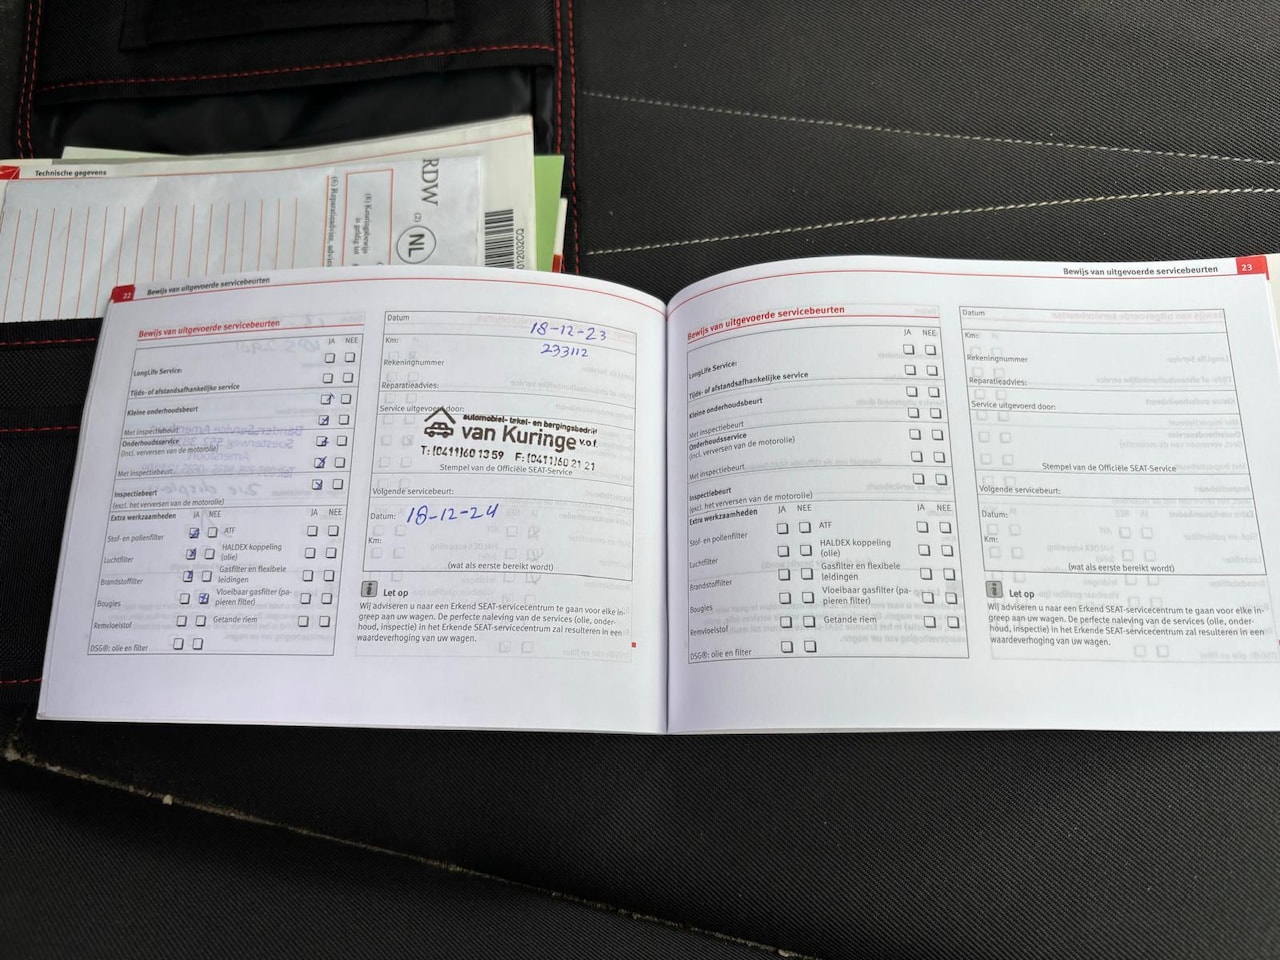 Technische gegevens
RDW
(2)
NL
012032CQ
22 Bewijs van uitgevoerde servicebeurten
Bewijs van uitgevoerde servicebeurten
JA NEE
LongLife Service:
Tijds- of afstandsafhankelijke service
Kleine onderhoudsbeurt
Met inspectiebeurt
Onderhoudsservice
(incl. verversen van de motorolie)
Met inspectiebeurt
Inspectiebeurt
(excl. het verversen van de motorolie)
Extra werkzaamheden JA NEE JA NEE
Stof- en pollenfilter ATF
Luchtfilter HALDEX koppeling
(olie)
Brandstoffilter Gasfilter en flexibele
leidingen
Bougies Vloeibaar gasfilter (pa-
pieren filter)
Remvloeistof Getande riem
DSG®: olie en filter
Datum 18-12-23
Km: 233112
Rekeningnummer
Reparatieadvies:
Service uitgevoerd door:
automobiel- takel- en bergingsbedrijf
van Kuringe v.o.f
T: (0411)60 13 59 F: (0411)60 21 21
Stempel van de Officiële SEAT-Service
Volgende servicebeurt:
Datum: 18-12-24
Km:
(wat als eerste bereikt wordt)
i Let op
Wij adviseren u naar een Erkend SEAT-servicecentrum te gaan voor elke in-
greep aan uw wagen. De perfecte naleving van de services (olie, onder-
houd, inspectie) in het Erkende SEAT-servicecentrum zal resulteren in een
waardeverhoging van uw wagen.
Bewijs van uitgevoerde servicebeurten 23
Bewijs van uitgevoerde servicebeurten
JA NEE
LongLife Service:
Tijds- of afstandsafhankelijke service
Kleine onderhoudsbeurt
Met inspectiebeurt
Onderhoudsservice
(incl. verversen van de motorolie)
Met inspectiebeurt
Inspectiebeurt
(excl. het verversen van de motorolie)
Extra werkzaamheden JA NEE JA NEE
Stof- en pollenfilter ATF
Luchtfilter HALDEX koppeling
(olie)
Brandstoffilter Gasfilter en flexibele
leidingen
Bougies Vloeibaar gasfilter (pa-
pieren filter)
Remvloeistof Getande riem
DSG®: olie en filter
Datum
Km:
Rekeningnummer
Reparatieadvies:
Service uitgevoerd door:
Stempel van de Officiële SEAT-Service
Volgende servicebeurt:
Datum:
Km:
(wat als eerste bereikt wordt)
i Let op
Wij adviseren u naar een Erkend SEAT-servicecentrum te gaan voor elke in-
greep aan uw wagen. De perfecte naleving van de services (olie, onder-
houd, inspectie) in het Erkende SEAT-servicecentrum zal resulteren in een
waardeverhoging van uw wagen.